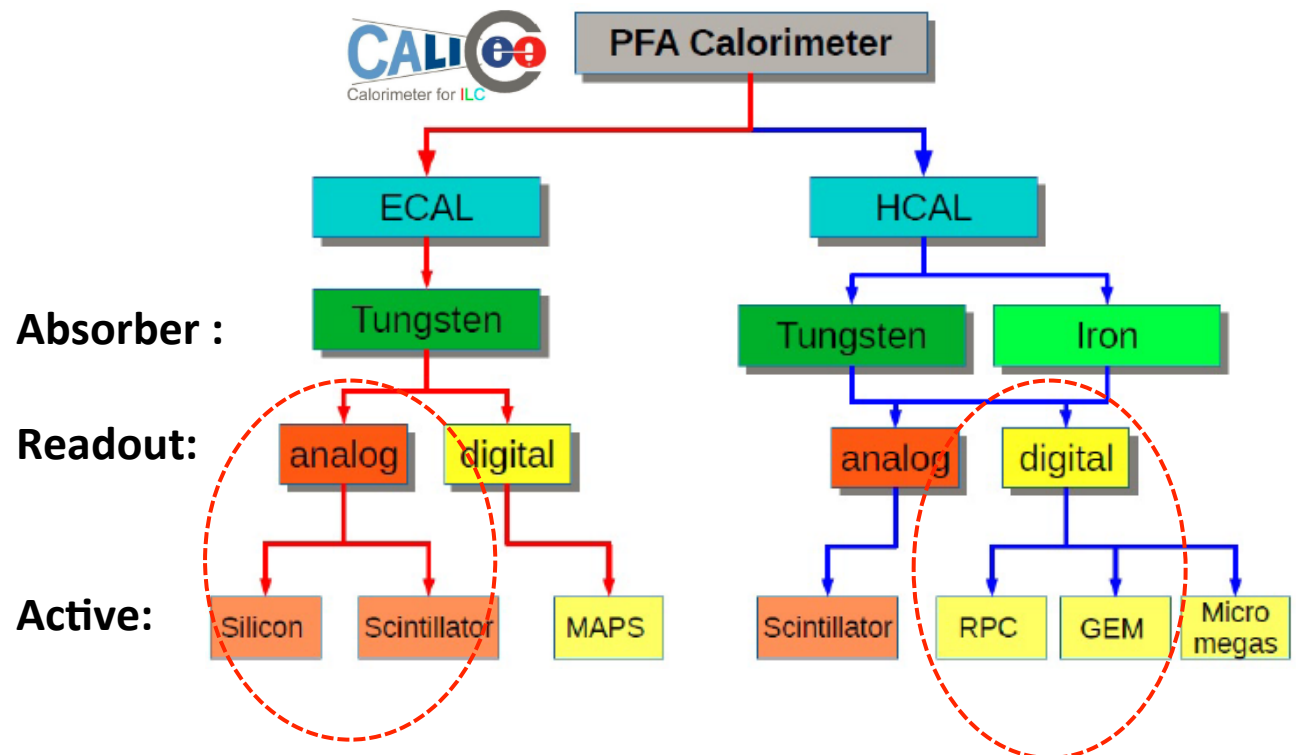 CALICe
PFA Calorimeter
Calorimeter for ILC
ECAL
HCAL
Absorber :
Tungsten
Tungsten
Iron
Readout:
analog
digital
analog
digital
Active:
Silicon
Scintillator
MAPS
Scintillator
RPC
GEM
Micro
megas